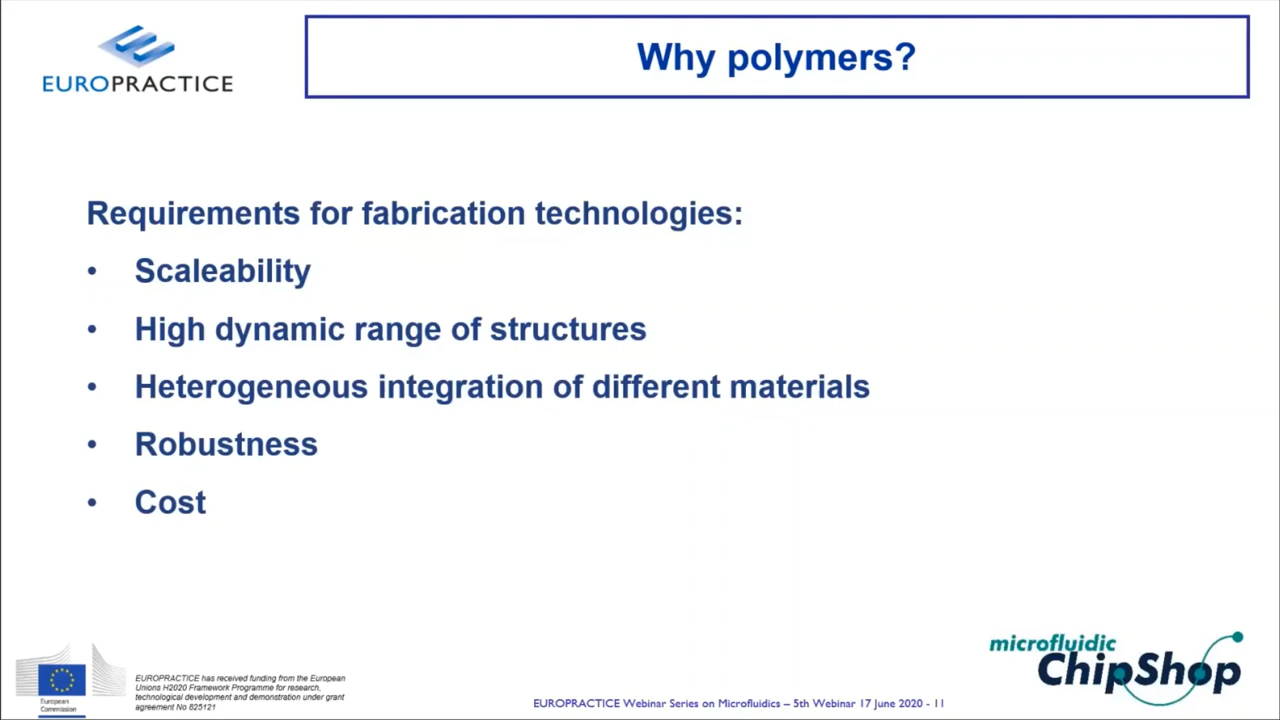 EUROPRACTICE
Why polymers?
Requirements for fabrication technologies:
• Scaleability
• High dynamic range of structures
• Heterogeneous integration of different materials
• Robustness
• Cost
European
Commission
EUROPRACTICE has received funding from the European
Unions H2020 Framework Programme for research,
technological development and demonstration under grant
agreement No 825121
EUROPRACTICE Webinar Series on Microfluidics – 5th Webinar 17 June 2020 - 11
microfluidic
ChipShop